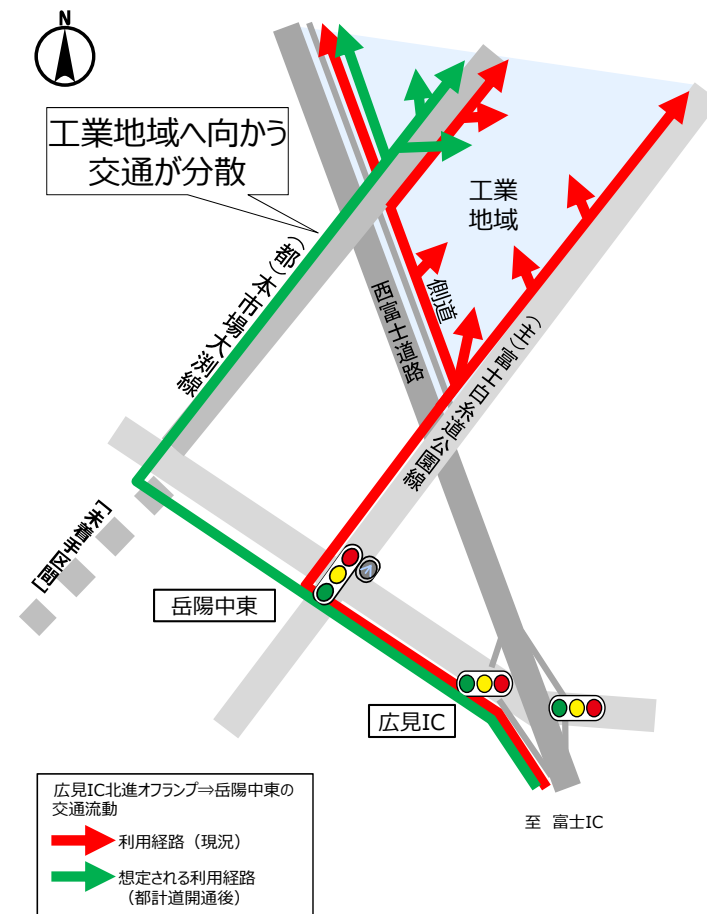 N
工業地域へ向かう
交通が分散
工業
地域
(都)本市場大渕線
西富士道路
側道
(主)富士白糸道公園線
[未着手区間]
岳陽中東
広見IC
至 富士IC
広見IC北進オフランプ⇒岳陽中東の
交通流動
利用経路（現況）
想定される利用経路
（都計道開通後）